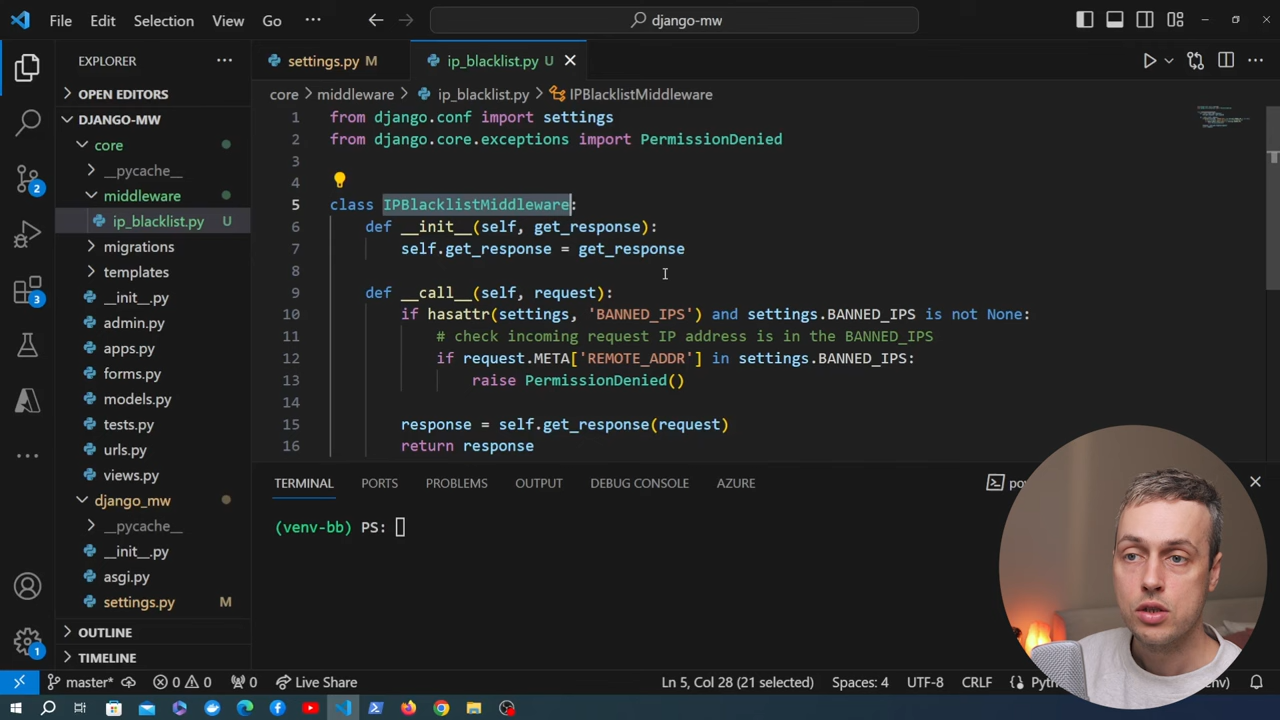 File Edit Selection View Go ··· django-mw
EXPLORER ···
settings.py M
ip_blacklist.py U
OPEN EDITORS
core > middleware > ip_blacklist.py > IPBlacklistMiddleware
DJANGO-MW
core
__pycache__
middleware
ip_blacklist.py U
migrations
templates
__init__.py
admin.py
apps.py
forms.py
models.py
tests.py
urls.py
views.py
django_mw
__pycache__
__init__.py
asgi.py
settings.py M
OUTLINE
TIMELINE
2
3
1
1 from django.conf import settings
2 from django.core.exceptions import PermissionDenied
3
4
5 class IPBlacklistMiddleware:
6 def __init__(self, get_response):
7 self.get_response = get_response
8
9 def __call__(self, request):
10 if hasattr(settings, 'BANNED_IPS') and settings.BANNED_IPS is not None:
11 # check incoming request IP address is in the BANNED_IPS
12 if request.META['REMOTE_ADDR'] in settings.BANNED_IPS:
13 raise PermissionDenied()
14
15 response = self.get_response(request)
16 return response
TERMINAL PORTS PROBLEMS OUTPUT DEBUG CONSOLE AZURE
(venv-bb) PS:
master* 0 0 0 Live Share Ln 5, Col 28 (21 selected) Spaces: 4 UTF-8 CRLF